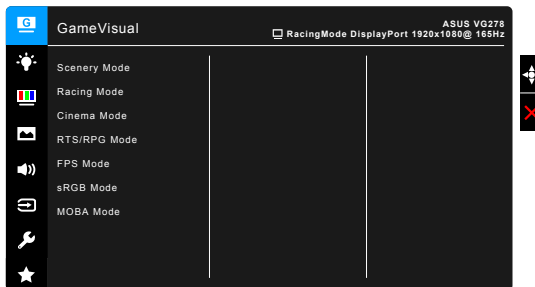 G
GameVisual
ASUS VG278
RacingMode DisplayPort 1920x1080@ 165Hz
Scenery Mode
Racing Mode
Cinema Mode
RTS/RPG Mode
FPS Mode
sRGB Mode
MOBA Mode